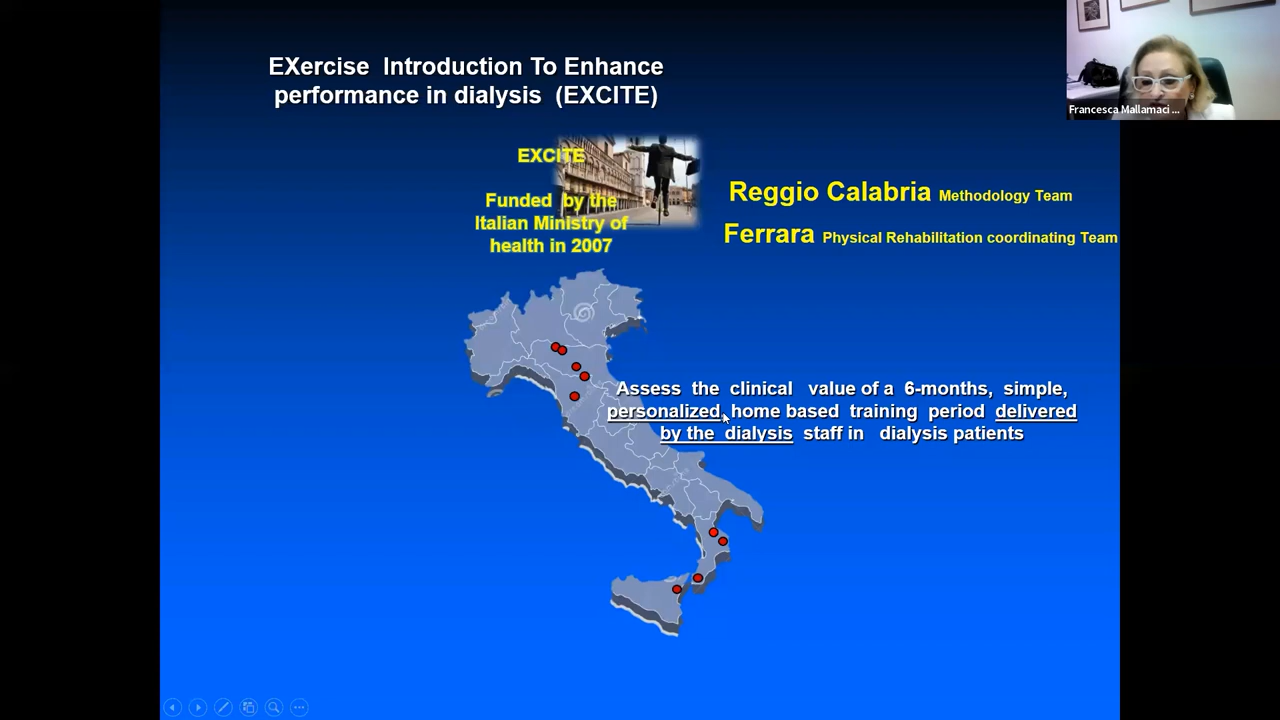 EXercise Introduction To Enhance
performance in dialysis (EXCITE)
Francesca Mallamaci ...
EXCITE
Funded by the
Italian Ministry of
health in 2007
Reggio Calabria Methodology Team
Ferrara Physical Rehabilitation coordinating Team
Assess the clinical value of a 6-months, simple,
personalized, home based training period delivered
by the dialysis staff in dialysis patients